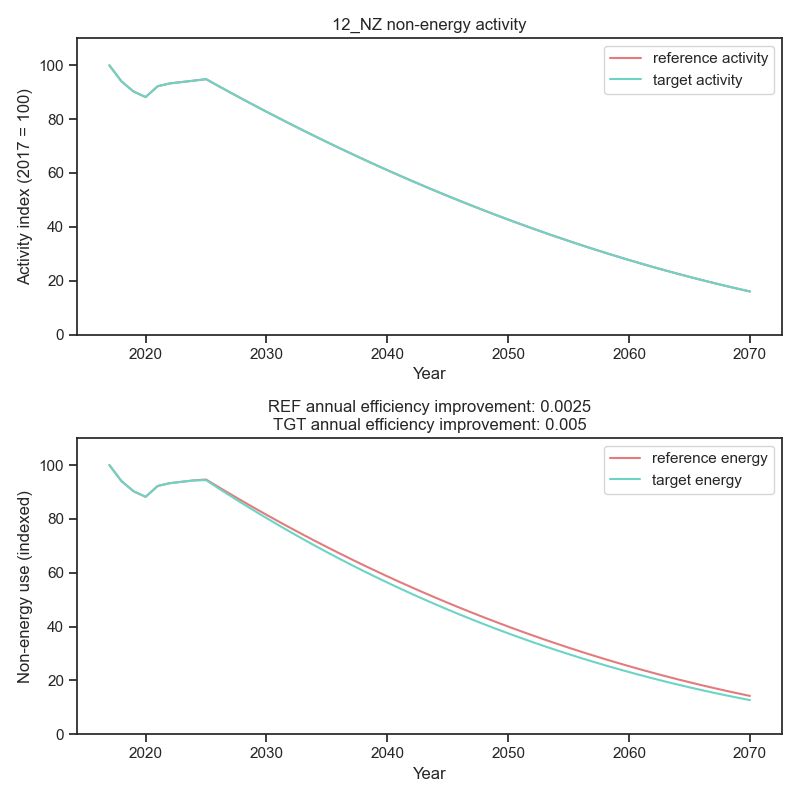 12_NZ non-energy activity
Activity index (2017 = 100)
100
80
60
40
20
0
reference activity
target activity
2020
2030
2040
2050
2060
2070
Year
REF annual efficiency improvement: 0.0025
TGT annual efficiency improvement: 0.005
Non-energy use (indexed)
100
80
60
40
20
0
reference energy
target energy
2020
2030
2040
2050
2060
2070
Year